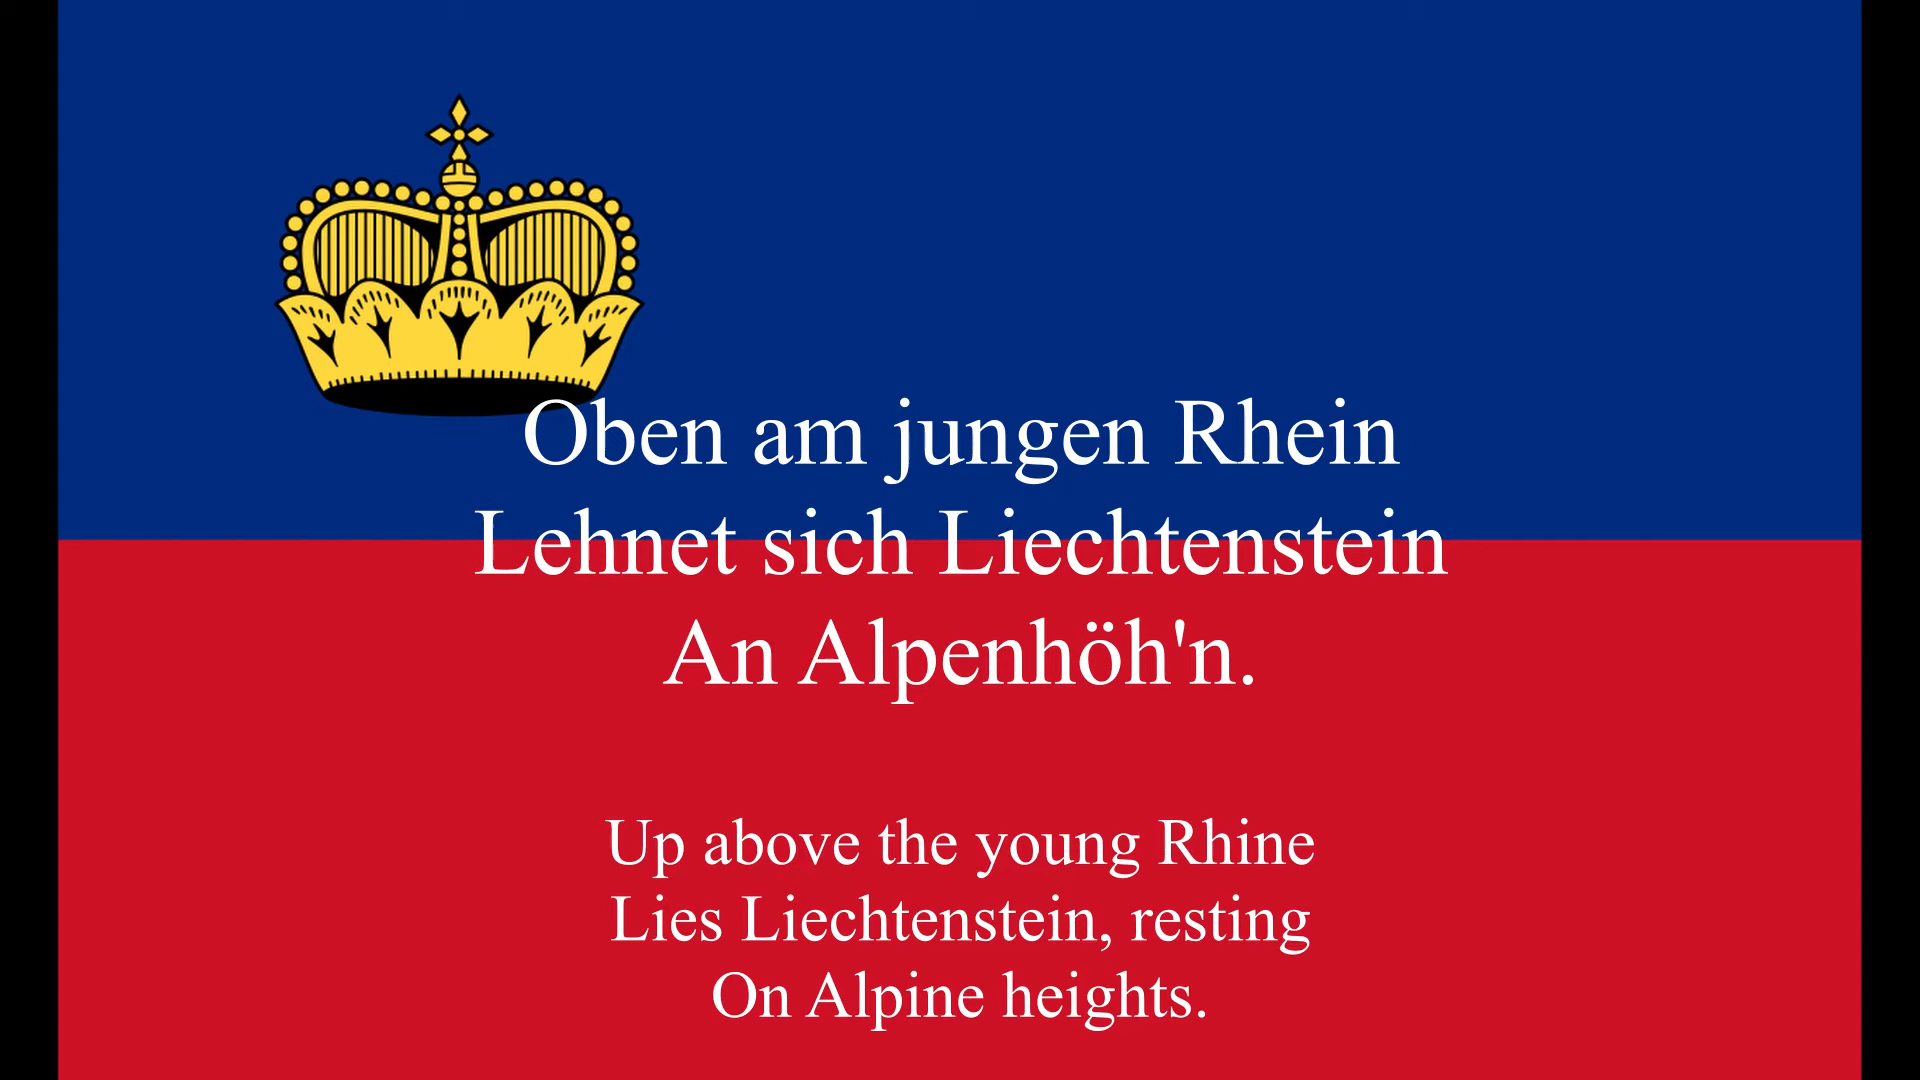 Oben am jungen Rhein
Lehnet sich Liechtenstein
An Alpenhöh'n.
Up above the young Rhine
Lies Liechtenstein, resting
On Alpine heights.